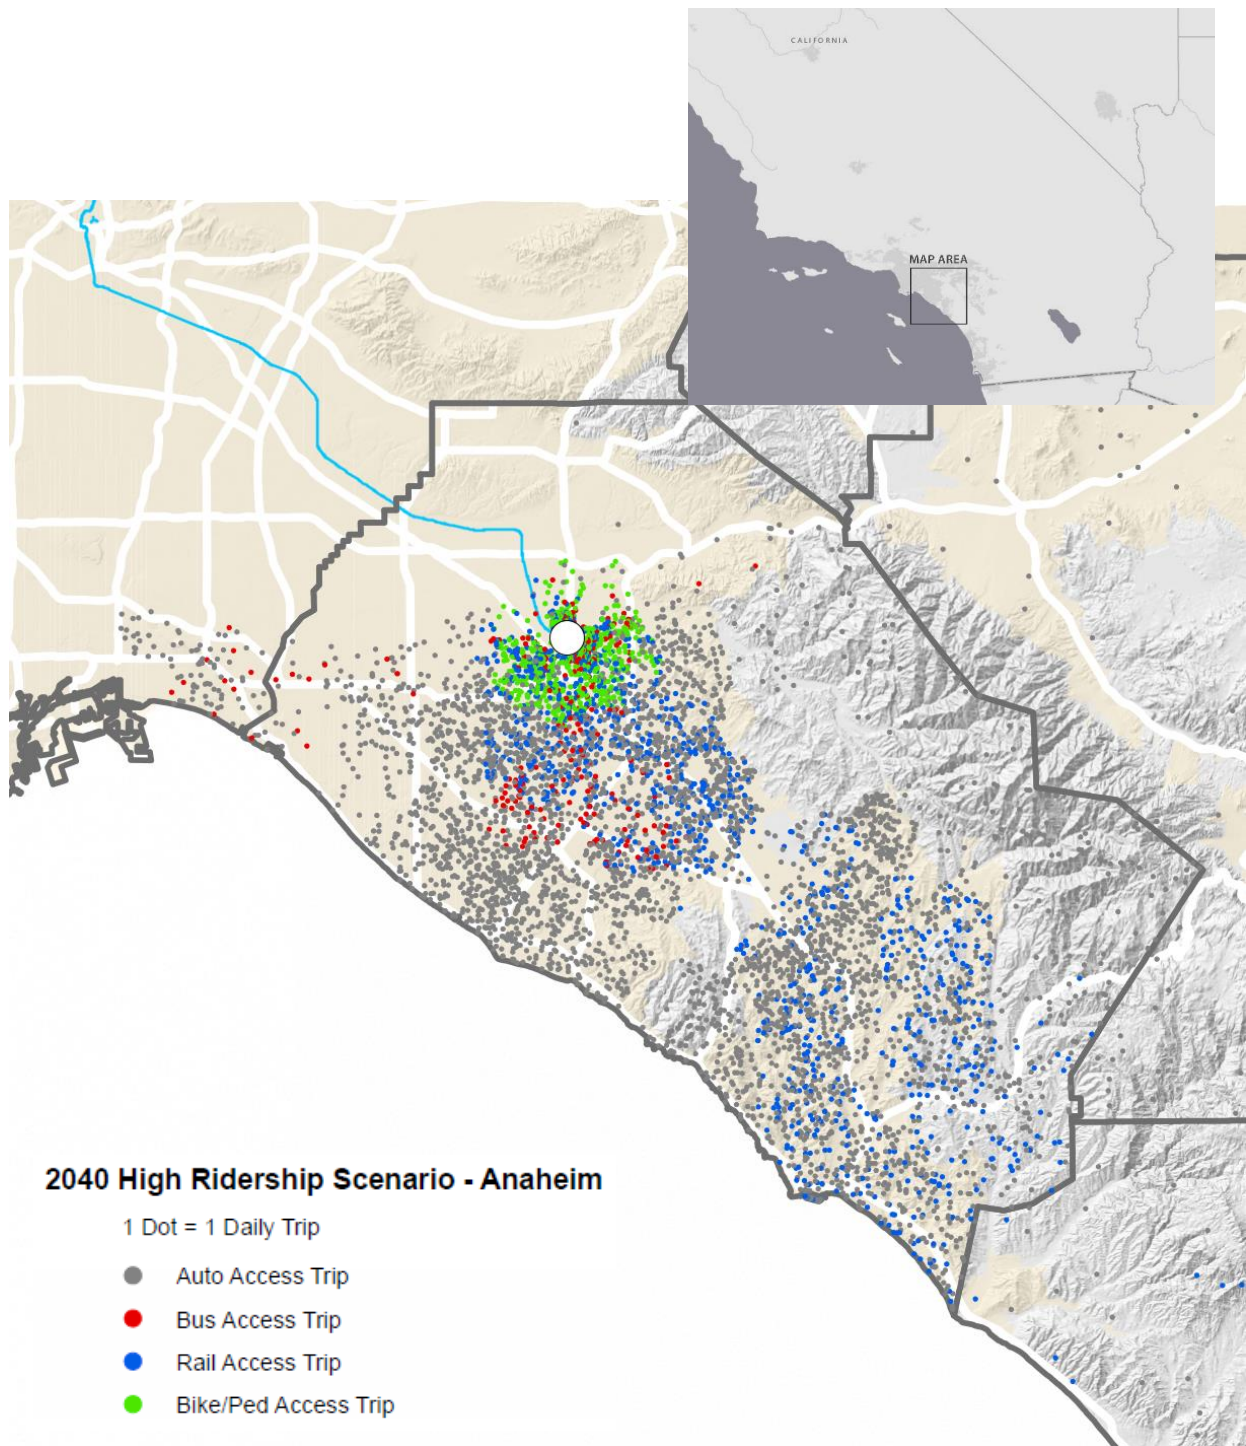 CALIFORNIA
MAP AREA
2040 High Ridership Scenario - Anaheim
1 Dot = 1 Daily Trip
Auto Access Trip
Bus Access Trip
Rail Access Trip
Bike/Ped Access Trip